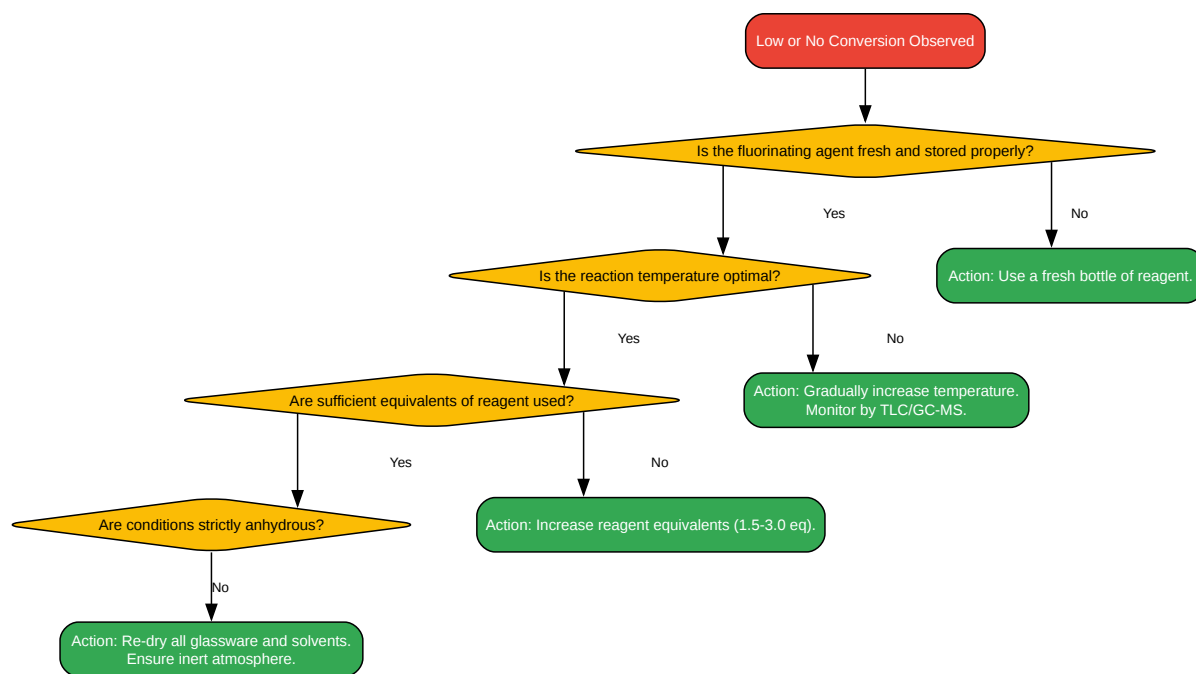 Low or No Conversion Observed
Is the fluorinating agent fresh and stored properly?
Yes
No
Is the reaction temperature optimal?
Action: Use a fresh bottle of reagent.
Yes
No
Are sufficient equivalents of reagent used?
Action: Gradually increase temperature.
Monitor by TLC/GC-MS.
Yes
No
Are conditions strictly anhydrous?
Action: Increase reagent equivalents (1.5-3.0 eq).
No
Action: Re-dry all glassware and solvents.
Ensure inert atmosphere.